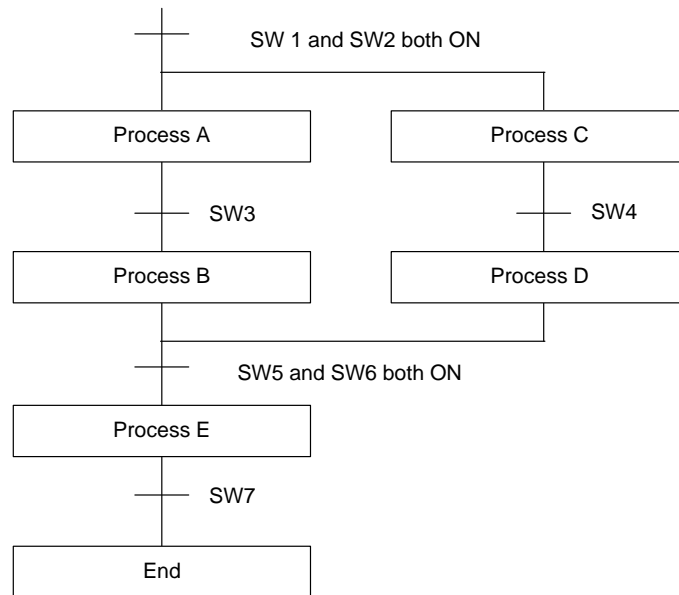 SW 1 and SW2 both ON
Process A
Process C
SW3
SW4
Process B
Process D
SW5 and SW6 both ON
Process E
SW7
End